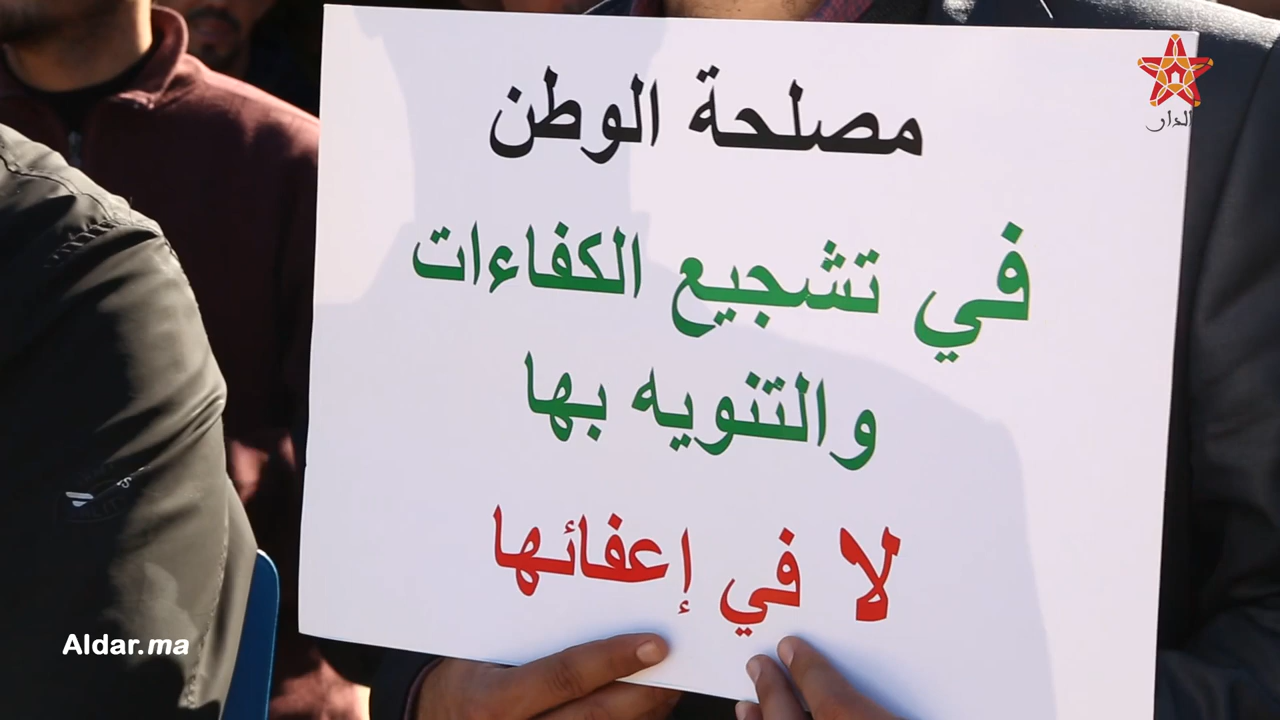 مصلحة الوطن
في تشجيع الكفاءات
والتنويه بها
لا في إعفائها
الدار
Aldar.ma